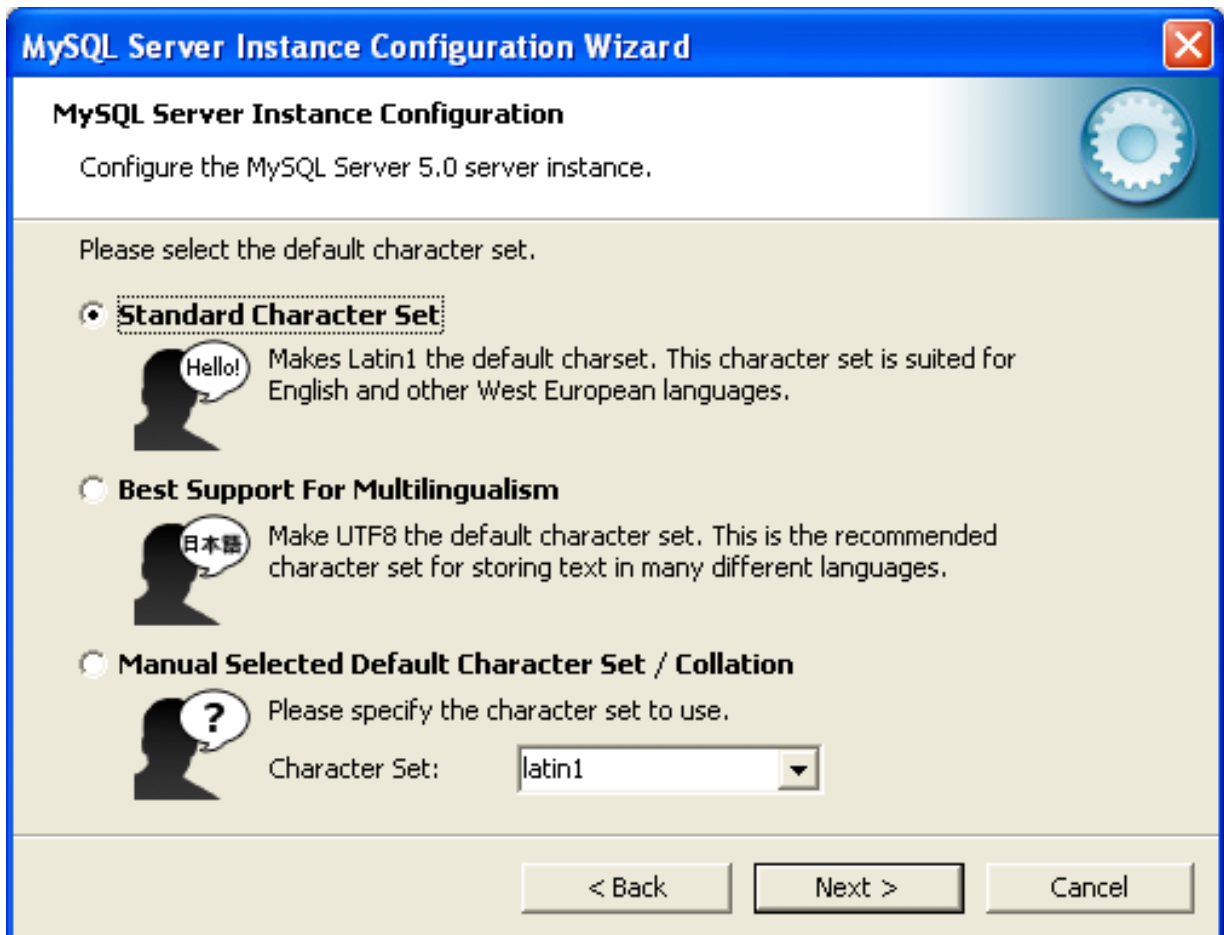 MySQL Server Instance Configuration Wizard
MySQL Server Instance Configuration
Configure the MySQL Server 5.0 server instance.
Please select the default character set.
Standard Character Set
Hello!
Makes Latin1 the default charset. This character set is suited for
English and other West European languages.
Best Support For Multilingualism
日本語
Make UTF8 the default character set. This is the recommended
character set for storing text in many different languages.
Manual Selected Default Character Set / Collation
?
Please specify the character set to use.
Character Set: latin1
< Back Next > Cancel